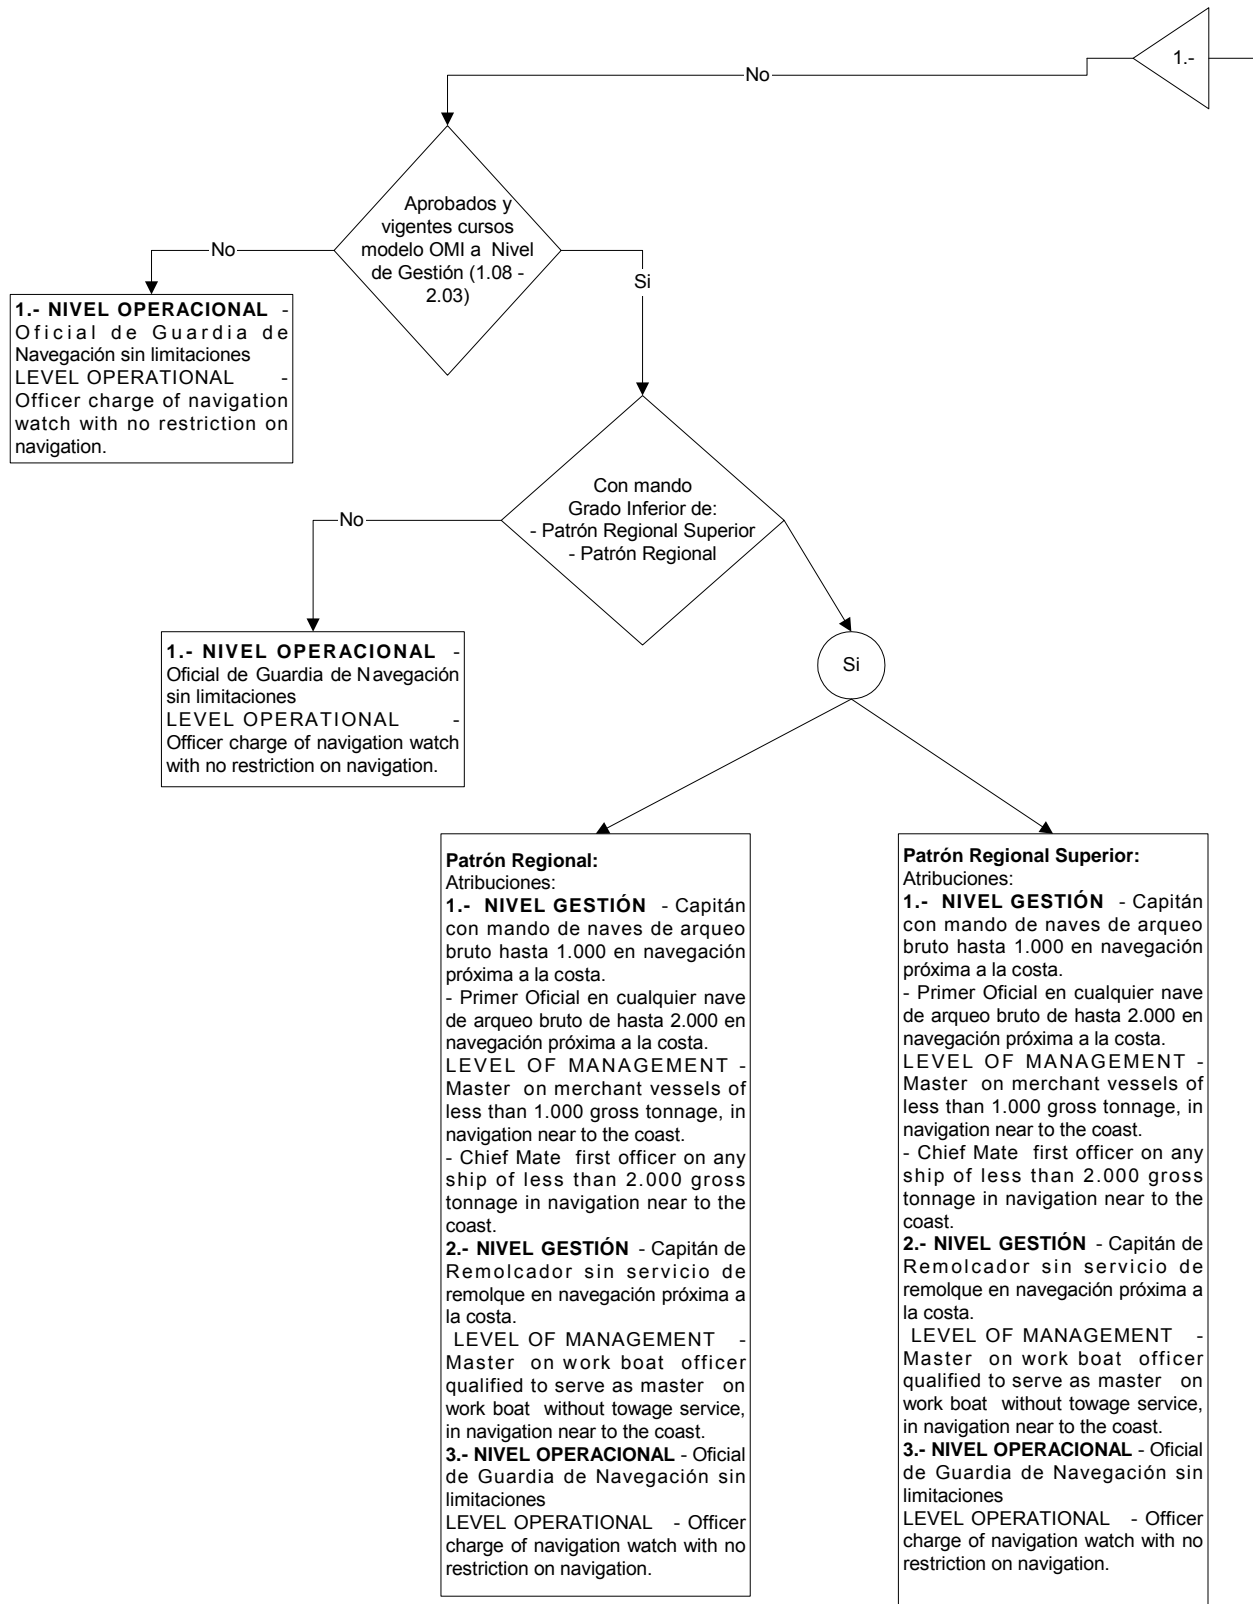 1.-
No
Aprobados y
vigentes cursos
modelo OMI a Nivel
de Gestión (1.08 -
2.03)
No
Si
1.- NIVEL OPERACIONAL -
Oficial de Guardia de
Navegación sin limitaciones
LEVEL OPERATIONAL -
Officer charge of navigation
watch with no restriction on
navigation.
Con mando
Grado Inferior de:
- Patrón Regional Superior
- Patrón Regional
No
Si
1.- NIVEL OPERACIONAL -
Oficial de Guardia de Navegación
sin limitaciones
LEVEL OPERATIONAL -
Officer charge of navigation watch
with no restriction on navigation.
Patrón Regional:
Atribuciones:
1.- NIVEL GESTIÓN - Capitán
con mando de naves de arqueo
bruto hasta 1.000 en navegación
próxima a la costa.
- Primer Oficial en cualquier nave
de arqueo bruto de hasta 2.000 en
navegación próxima a la costa.
LEVEL OF MANAGEMENT -
Master on merchant vessels of
less than 1.000 gross tonnage, in
navigation near to the coast.
- Chief Mate first officer on any
ship of less than 2.000 gross
tonnage in navigation near to the
coast.
2.- NIVEL GESTIÓN - Capitán de
Remolcador sin servicio de
remolque en navegación próxima a
la costa.
LEVEL OF MANAGEMENT -
Master on work boat officer
qualified to serve as master on
work boat without towage service,
in navigation near to the coast.
3.- NIVEL OPERACIONAL - Oficial
de Guardia de Navegación sin
limitaciones
LEVEL OPERATIONAL - Officer
charge of navigation watch with no
restriction on navigation.
Patrón Regional Superior:
Atribuciones:
1.- NIVEL GESTIÓN - Capitán
con mando de naves de arqueo
bruto hasta 1.000 en navegación
próxima a la costa.
- Primer Oficial en cualquier nave
de arqueo bruto de hasta 2.000 en
navegación próxima a la costa.
LEVEL OF MANAGEMENT -
Master on merchant vessels of
less than 1.000 gross tonnage, in
navigation near to the coast.
- Chief Mate first officer on any
ship of less than 2.000 gross
tonnage in navigation near to the
coast.
2.- NIVEL GESTIÓN - Capitán de
Remolcador sin servicio de
remolque en navegación próxima a
la costa.
LEVEL OF MANAGEMENT -
Master on work boat officer
qualified to serve as master on
work boat without towage service,
in navigation near to the coast.
3.- NIVEL OPERACIONAL - Oficial
de Guardia de Navegación sin
limitaciones
LEVEL OPERATIONAL - Officer
charge of navigation watch with no
restriction on navigation.